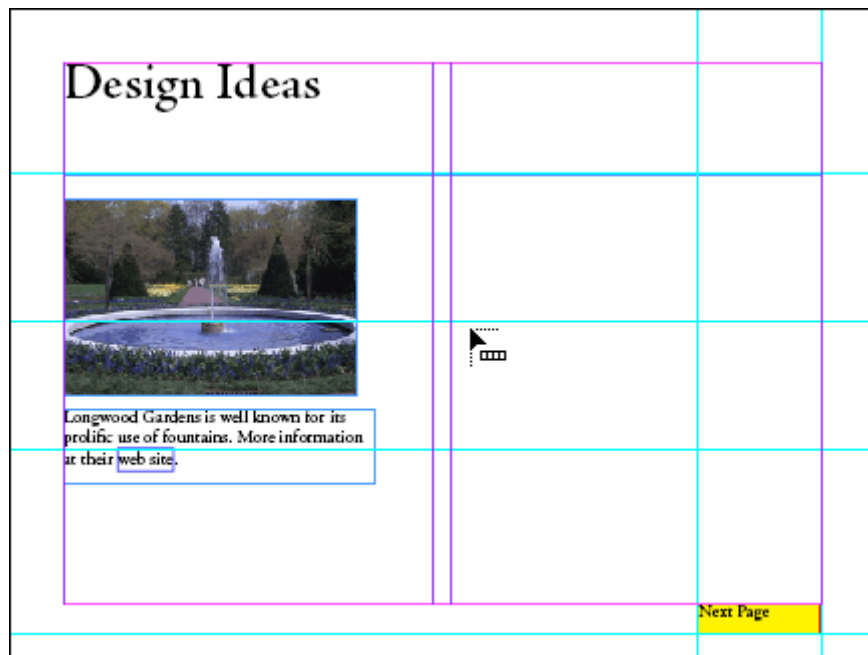 Design Ideas
Longwood Gardens is well known for its
prolific use of fountains. More information
at their web site.
Next Page